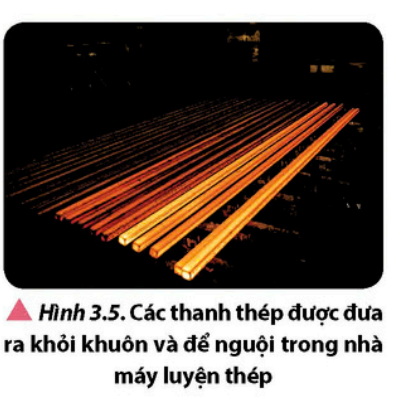 Hình 3.5. Các thanh thép được đưa
ra khỏi khuôn và để nguội trong nhà
máy luyện thép